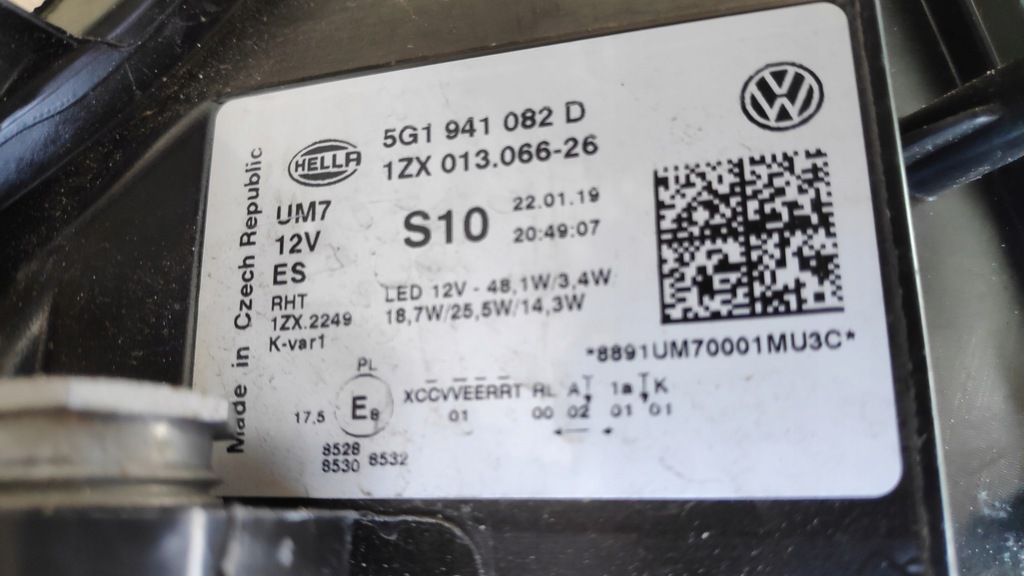 5G1 941 082 D
HELLA
1ZX 013.066-26
Made in Czech Republic
UM7
S10
22.01.19
12V
20:49:07
ES
RHT
LED 12V - 48,1W/3,4W
1ZX.2249
18,7W/25,5W/14,3W
K-var1
*8891UM70001MU3C*
PL
XCCVVEERRT RL A, 1a, K
17,5
E8
01 00 02 01 01
8528
8530 8532